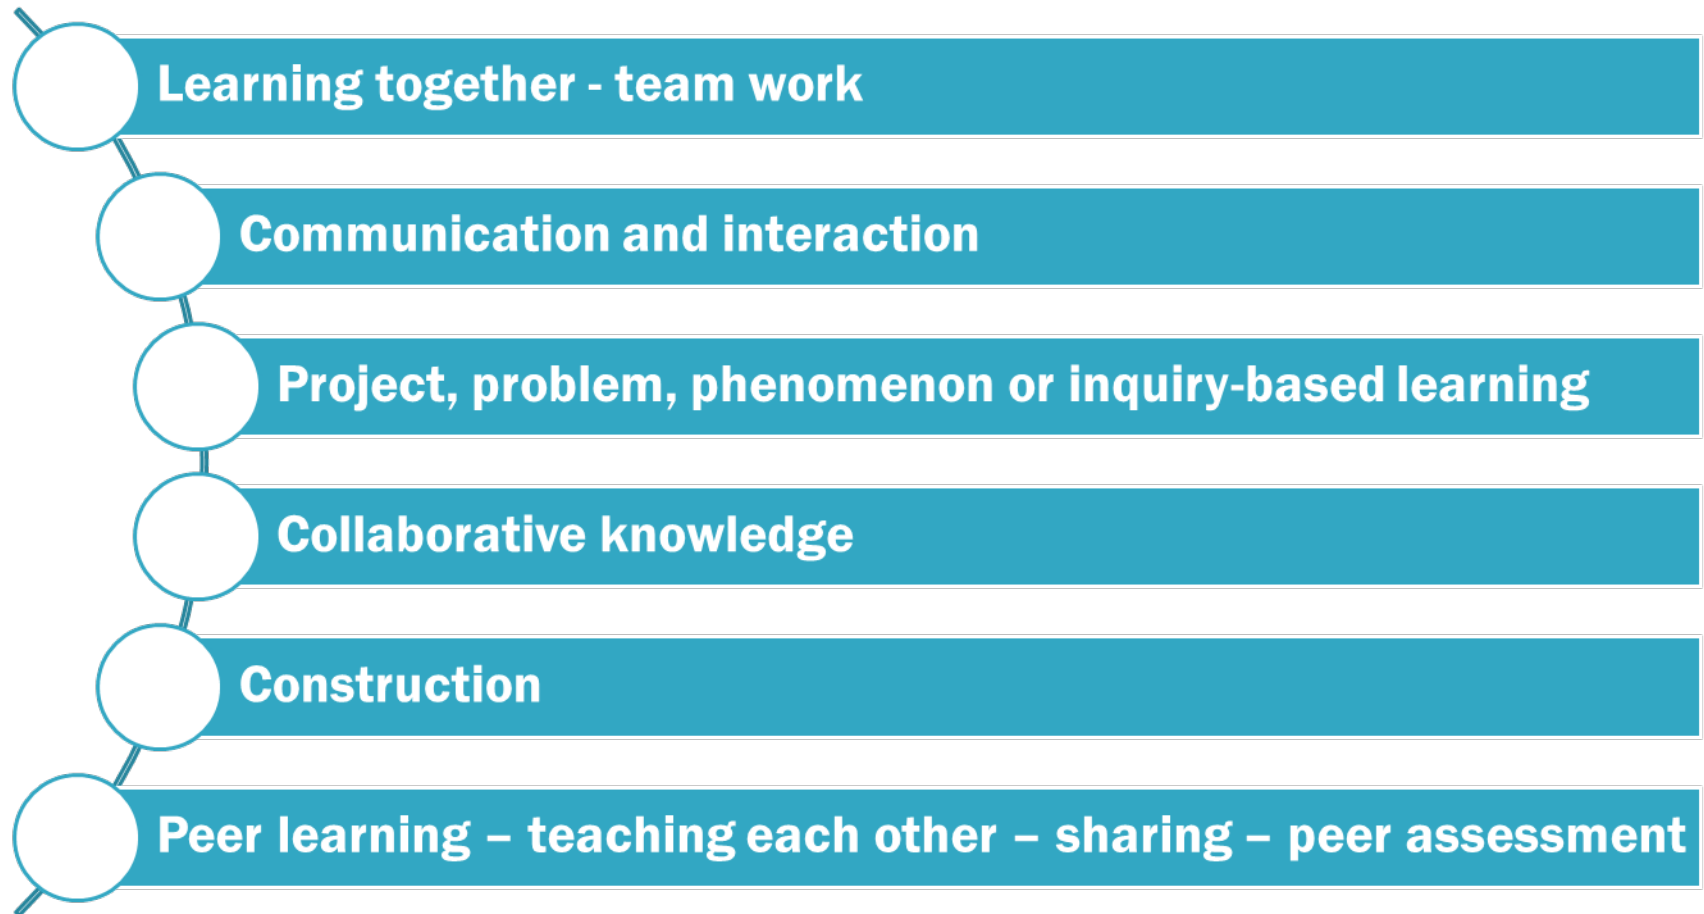 Learning together - team work
Communication and interaction
Project, problem, phenomenon or inquiry-based learning
Collaborative knowledge
Construction
Peer learning – teaching each other – sharing – peer assessment